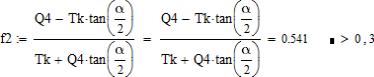 f2 := (Q4 − Tk·tan(α/2)) / (Tk + Q4·tan(α/2)) = (Q4 − Tk·tan(α/2)) / (Tk + Q4·tan(α/2)) = 0.541 ▪ > 0,3